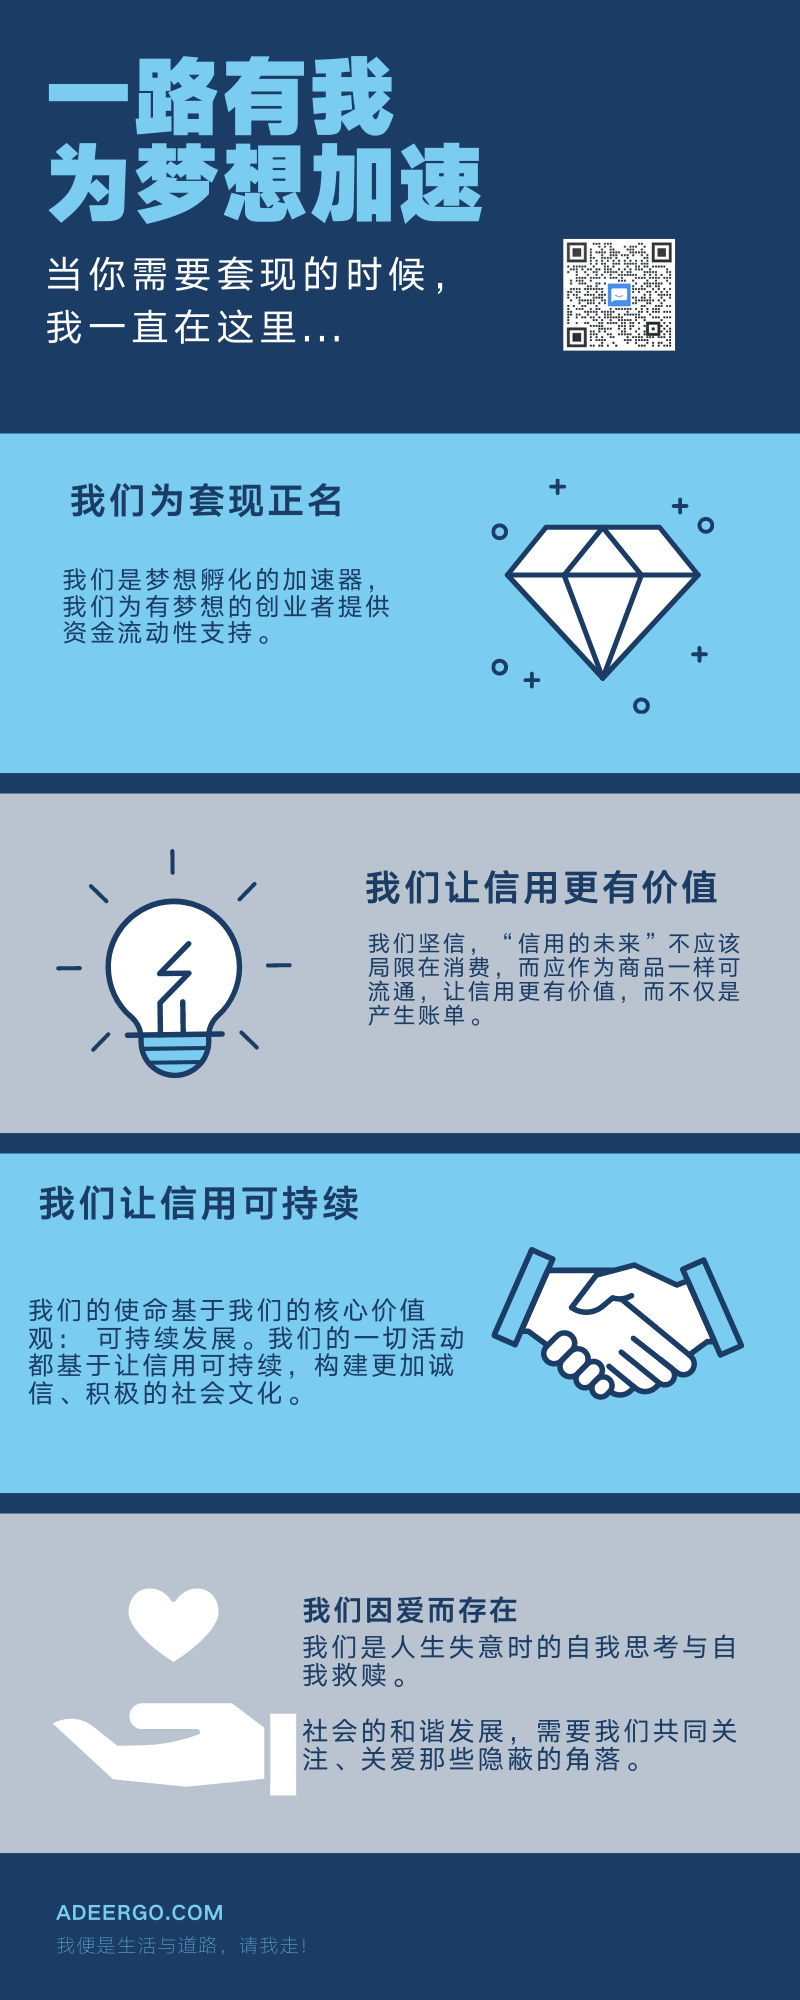 一路有我
为梦想加速
当你需要套现的时候，
我一直在这里...
我们为套现正名
我们是梦想孵化的加速器，
我们为有梦想的创业者提供
资金流动性支持。
我们让信用更有价值
我们坚信，“信用的未来”不应该
局限在消费，而应作为商品一样可
流通，让信用更有价值，而不仅是
产生账单。
我们让信用可持续
我们的使命基于我们的核心价值
观： 可持续发展。我们的一切活动
都基于让信用可持续，构建更加诚
信、积极的社会文化。
我们因爱而存在
我们是人生失意时的自我思考与自
我救赎。
社会的和谐发展，需要我们共同关
注、关爱那些隐蔽的角落。
ADEERGO.COM
我便是生活与道路，请我走!